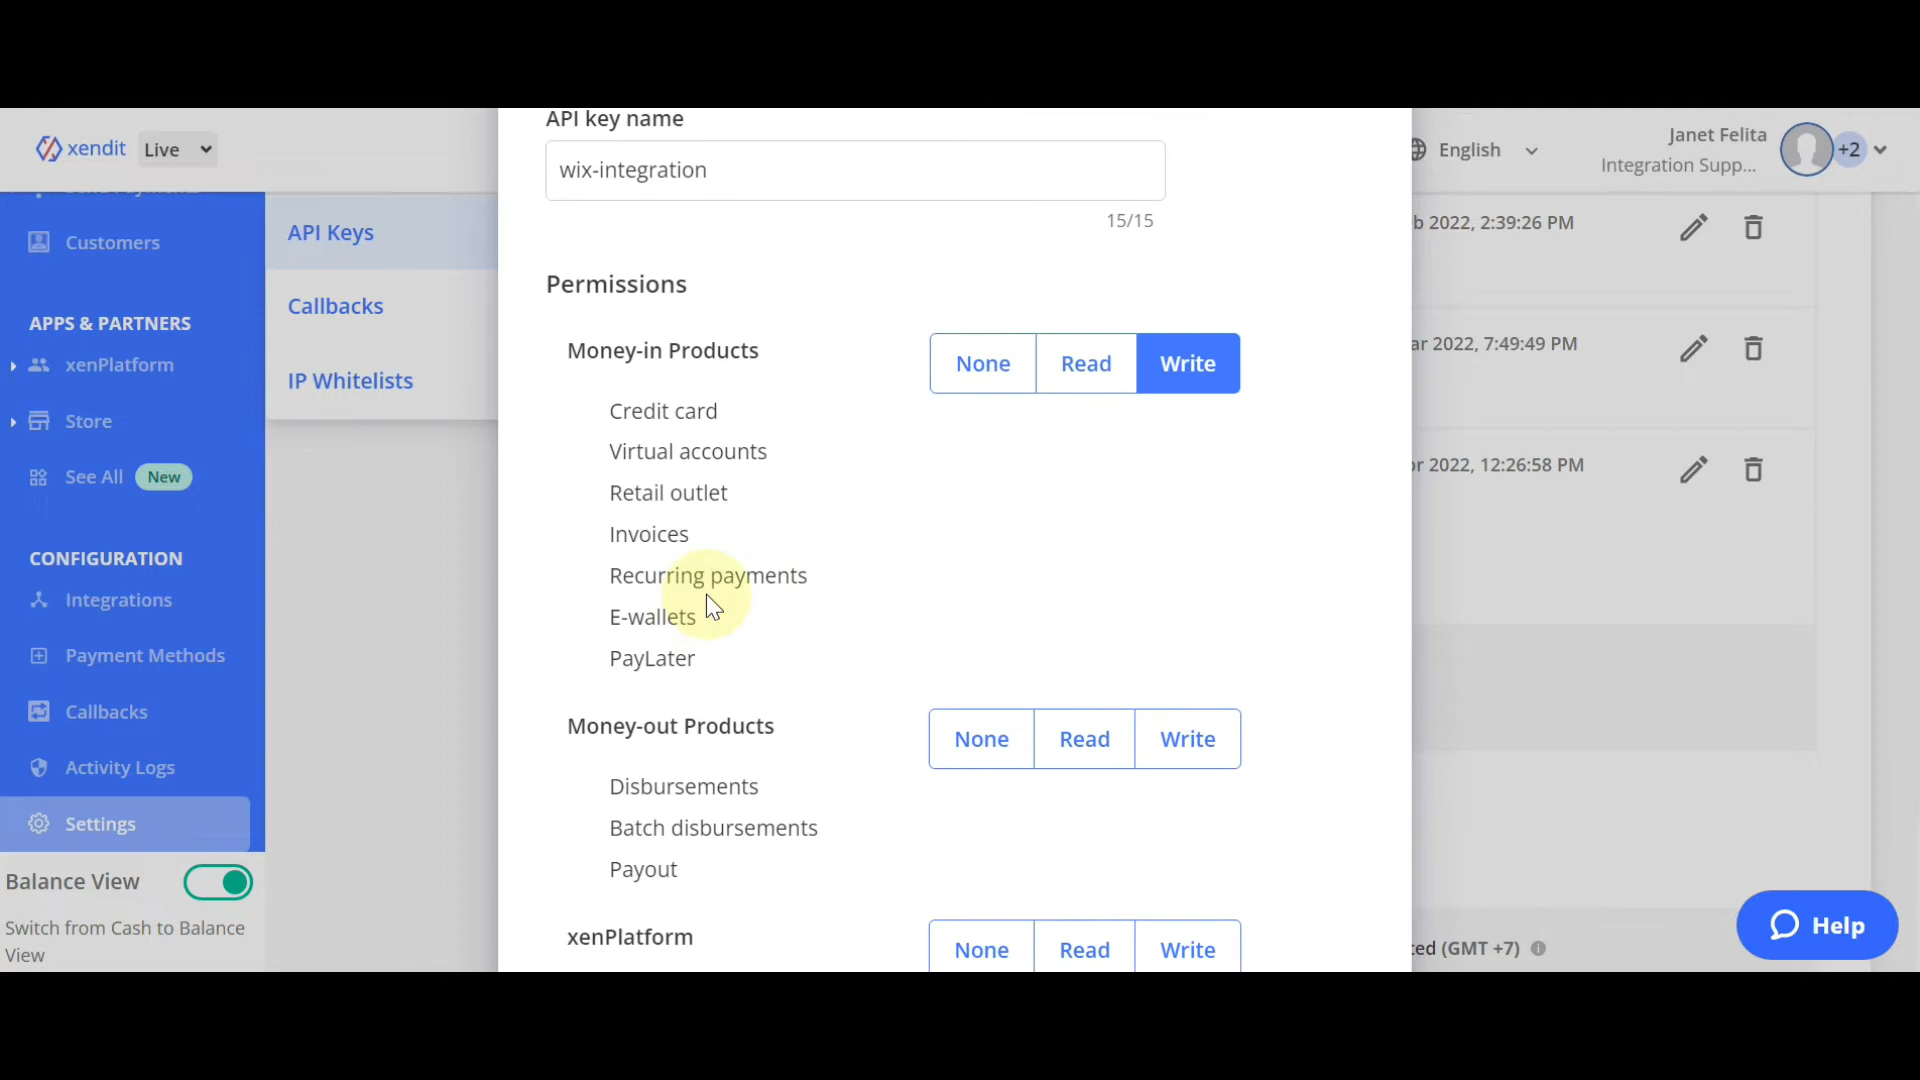 xendit
Live
Customers
APPS & PARTNERS
xenPlatform
Store
See All
New
CONFIGURATION
Integrations
Payment Methods
Callbacks
Activity Logs
Settings
Balance View
Switch from Cash to Balance
View
API Keys
Callbacks
IP Whitelists
API key name
wix-integration
15/15
Permissions
Money-in Products
None
Read
Write
Credit card
Virtual accounts
Retail outlet
Invoices
Recurring payments
E-wallets
PayLater
Money-out Products
None
Read
Write
Disbursements
Batch disbursements
Payout
xenPlatform
None
Read
Write
English
Janet Felita
Integration Supp...
+2
2022, 2:39:26 PM
2022, 7:49:49 PM
2022, 12:26:58 PM
(GMT +7)
Help